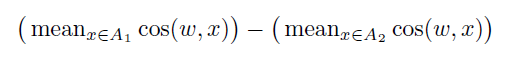 (mean_{x∈A_1} cos(w, x)) − (mean_{x∈A_2} cos(w, x))